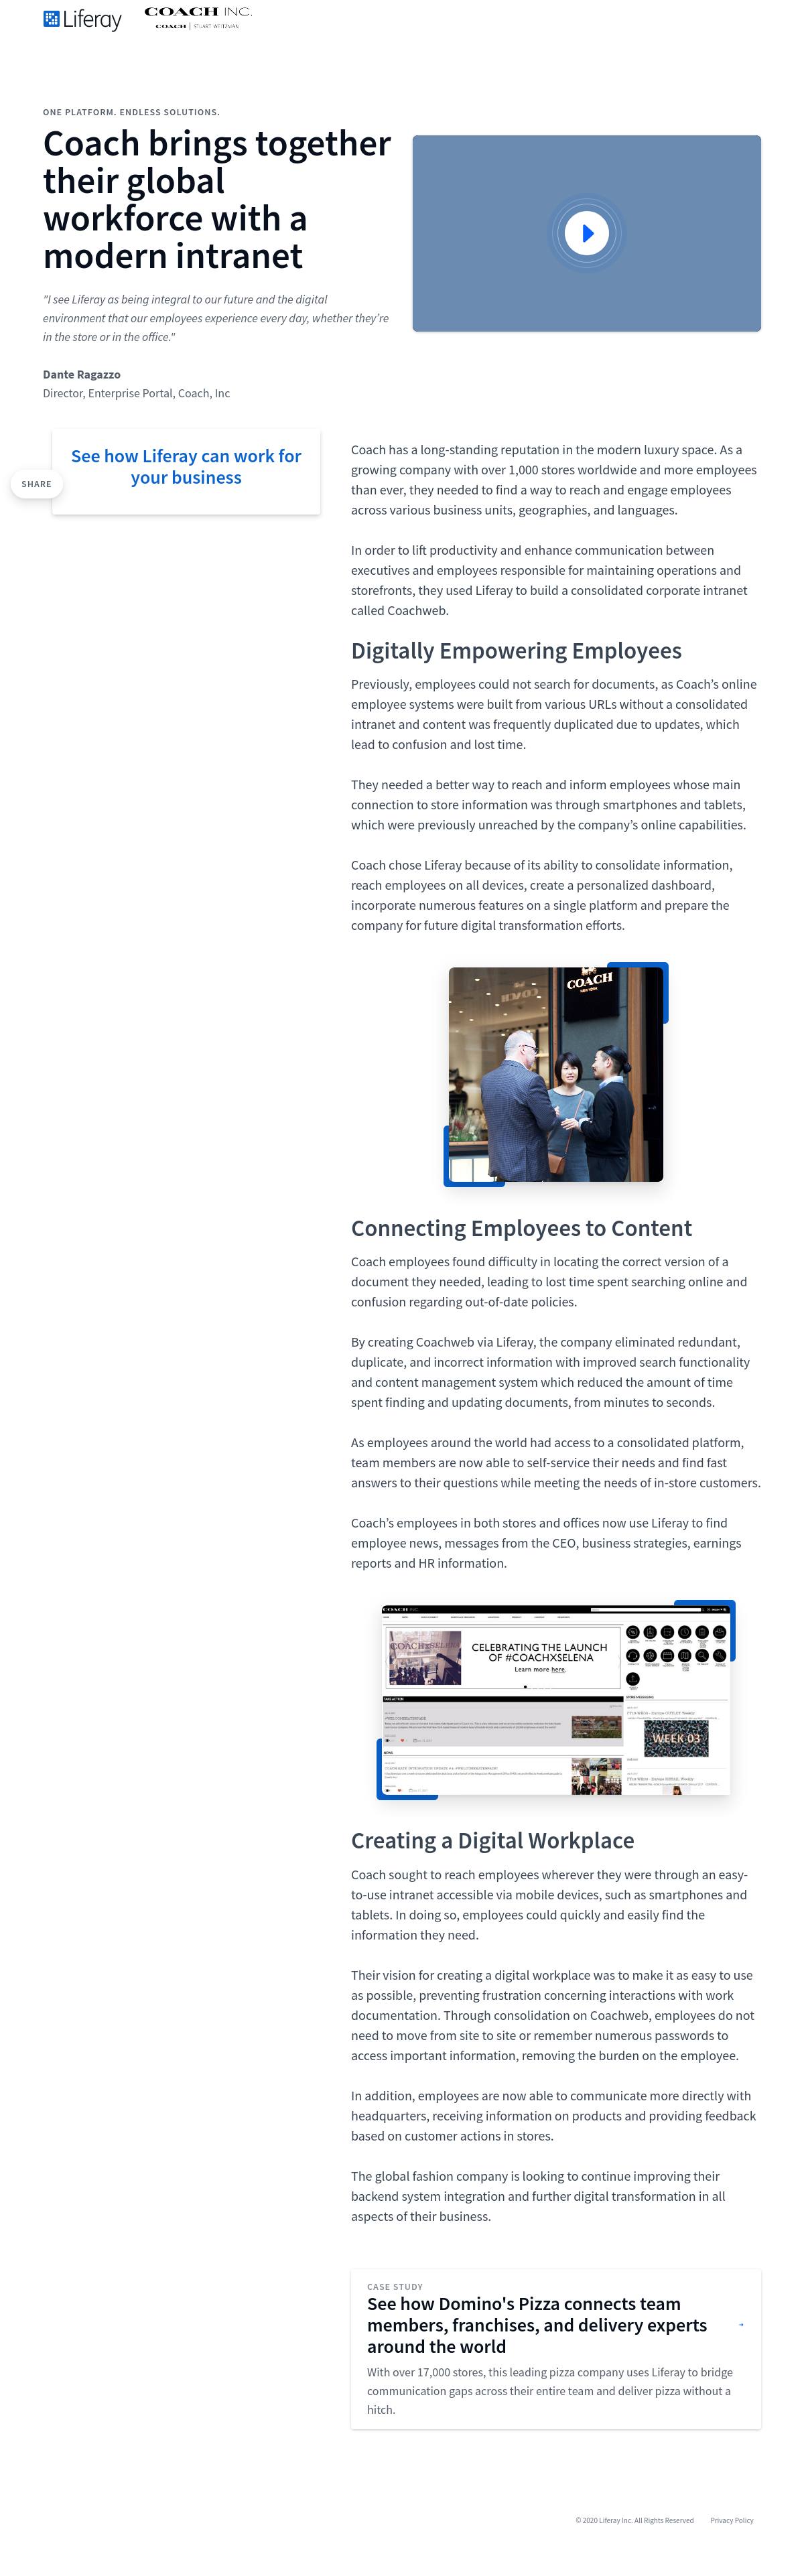 Liferay
COACH INC.
COACH | STUART WEITZMAN
ONE PLATFORM. ENDLESS SOLUTIONS.
Coach brings together
their global
workforce with a
modern intranet
"I see Liferay as being integral to our future and the digital
environment that our employees experience every day, whether they're
in the store or in the office."
Dante Ragazzo
Director, Enterprise Portal, Coach, Inc
See how Liferay can work for
your business
SHARE
Coach has a long-standing reputation in the modern luxury space. As a
growing company with over 1,000 stores worldwide and more employees
than ever, they needed to find a way to reach and engage employees
across various business units, geographies, and languages.
In order to lift productivity and enhance communication between
executives and employees responsible for maintaining operations and
storefronts, they used Liferay to build a consolidated corporate intranet
called Coachweb.
Digitally Empowering Employees
Previously, employees could not search for documents, as Coach’s online
employee systems were built from various URLs without a consolidated
intranet and content was frequently duplicated due to updates, which
lead to confusion and lost time.
They needed a better way to reach and inform employees whose main
connection to store information was through smartphones and tablets,
which were previously unreached by the company’s online capabilities.
Coach chose Liferay because of its ability to consolidate information,
reach employees on all devices, create a personalized dashboard,
incorporate numerous features on a single platform and prepare the
company for future digital transformation efforts.
COACH
NEW YORK
Connecting Employees to Content
Coach employees found difficulty in locating the correct version of a
document they needed, leading to lost time spent searching online and
confusion regarding out-of-date policies.
By creating Coachweb via Liferay, the company eliminated redundant,
duplicate, and incorrect information with improved search functionality
and content management system which reduced the amount of time
spent finding and updating documents, from minutes to seconds.
As employees around the world had access to a consolidated platform,
team members are now able to self-service their needs and find fast
answers to their questions while meeting the needs of in-store customers.
Coach’s employees in both stores and offices now use Liferay to find
employee news, messages from the CEO, business strategies, earnings
reports and HR information.
COACH INC
CELEBRATING THE LAUNCH
OF #COACHXSELENA
Learn more here.
WEEK 03
Creating a Digital Workplace
Coach sought to reach employees wherever they were through an easy-
to-use intranet accessible via mobile devices, such as smartphones and
tablets. In doing so, employees could quickly and easily find the
information they need.
Their vision for creating a digital workplace was to make it as easy to use
as possible, preventing frustration concerning interactions with work
documentation. Through consolidation on Coachweb, employees do not
need to move from site to site or remember numerous passwords to
access important information, removing the burden on the employee.
In addition, employees are now able to communicate more directly with
headquarters, receiving information on products and providing feedback
based on customer actions in stores.
The global fashion company is looking to continue improving their
backend system integration and further digital transformation in all
aspects of their business.
CASE STUDY
See how Domino's Pizza connects team
members, franchises, and delivery experts
around the world
With over 17,000 stores, this leading pizza company uses Liferay to bridge
communication gaps across their entire team and deliver pizza without a
hitch.
© 2020 Liferay Inc. All Rights Reserved
Privacy Policy